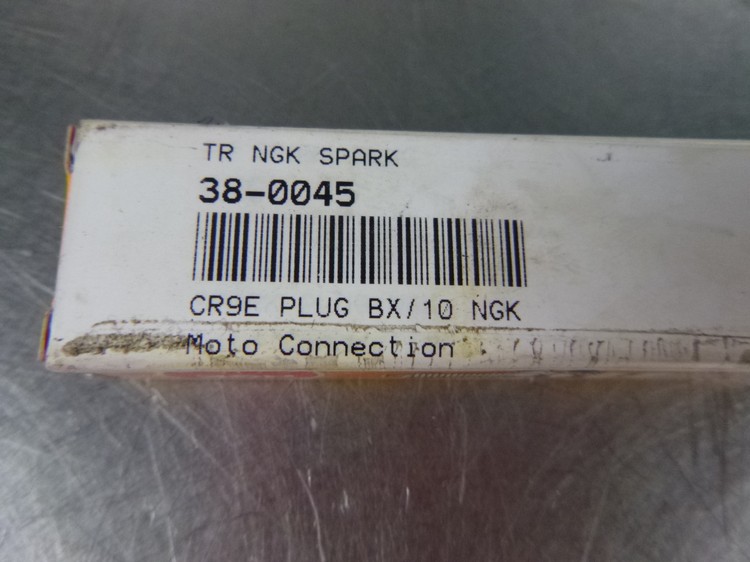 TR NGK SPARK
38-0045
CR9E PLUG BX/10 NGK
Moto Connection